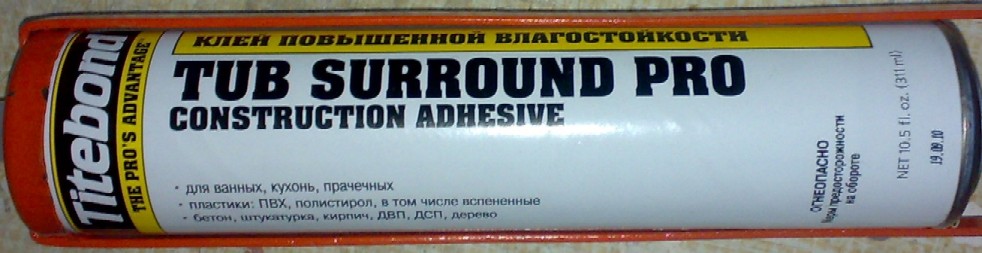 Titebond
THE PRO'S ADVANTAGE
КЛЕЙ ПОВЫШЕННОЙ ВЛАГОСТОЙКОСТИ
TUB SURROUND PRO
CONSTRUCTION ADHESIVE
• для ванных, кухонь, прачечных
• пластики: ПВХ, полистирол, в том числе вспененные
• бетон, штукатурка, кирпич, ДВП, ДСП, дерево
ОГНЕОПАСНО
Меры предосторожности
на обороте
NET 10.5 fl. oz. (311 ml)
19.09.10